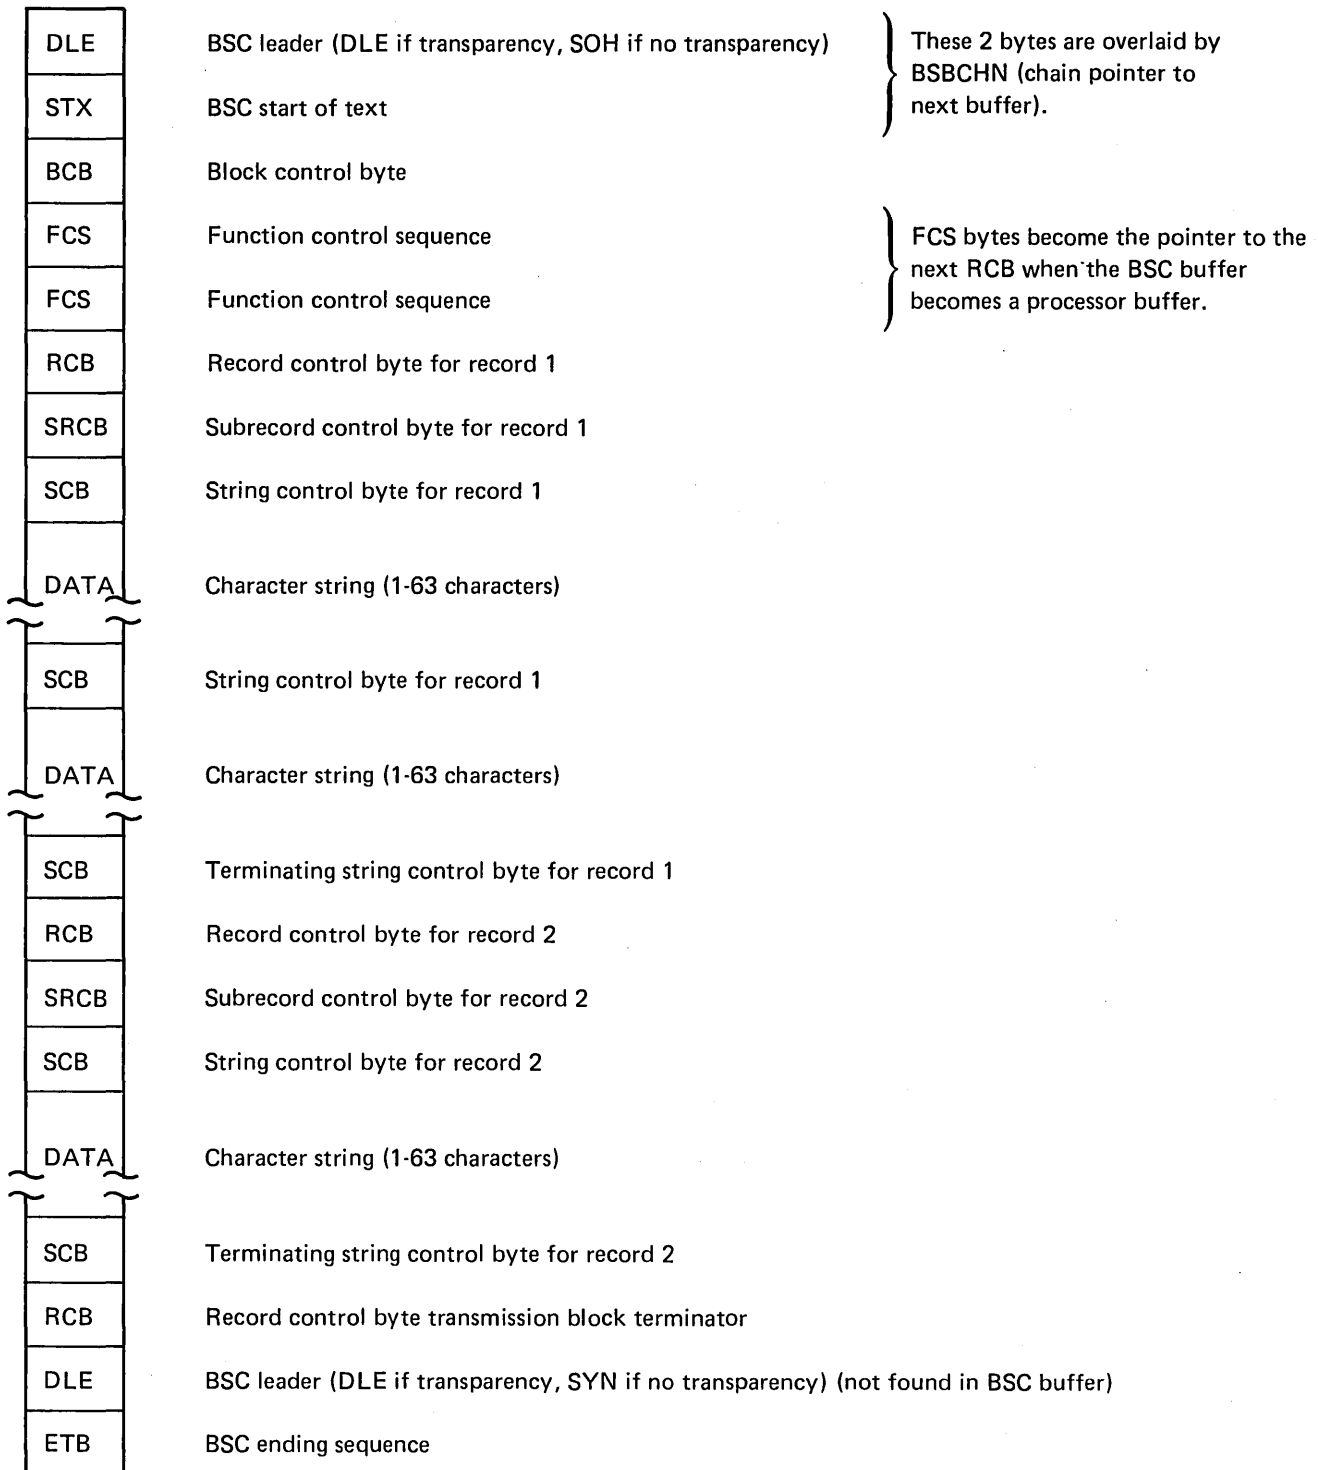 DLE BSC leader (DLE if transparency, SOH if no transparency)
These 2 bytes are overlaid by
BSBCHN (chain pointer to
next buffer).
STX BSC start of text
BCB Block control byte
FCS Function control sequence
FCS bytes become the pointer to the
next RCB when the BSC buffer
becomes a processor buffer.
FCS Function control sequence
RCB Record control byte for record 1
SRCB Subrecord control byte for record 1
SCB String control byte for record 1
DATA Character string (1-63 characters)
SCB String control byte for record 1
DATA Character string (1-63 characters)
SCB Terminating string control byte for record 1
RCB Record control byte for record 2
SRCB Subrecord control byte for record 2
SCB String control byte for record 2
DATA Character string (1-63 characters)
SCB Terminating string control byte for record 2
RCB Record control byte transmission block terminator
DLE BSC leader (DLE if transparency, SYN if no transparency) (not found in BSC buffer)
ETB BSC ending sequence